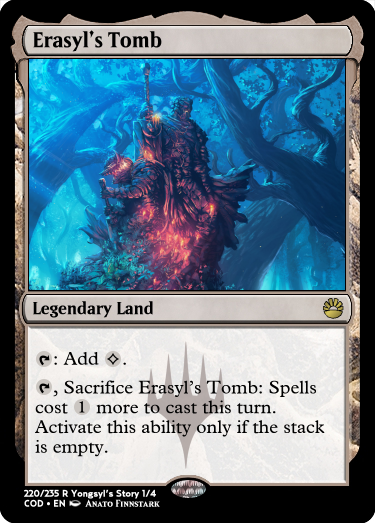 Erasyl's Tomb
Legendary Land
: Add .
, Sacrifice Erasyl's Tomb: Spells
cost 1 more to cast this turn.
Activate this ability only if the stack
is empty.
220/235 R Yongsyl's Story 1/4
COD • EN Anato Finnstark